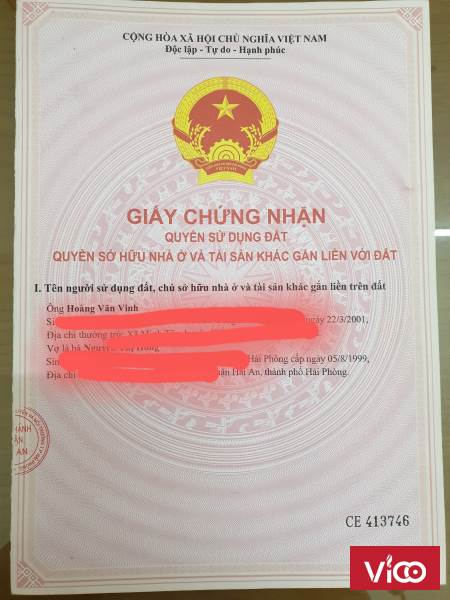 CỘNG HÒA XÃ HỘI CHỦ NGHĨA VIỆT NAM
Độc lập - Tự do - Hạnh phúc
VIỆT NAM
GIẤY CHỨNG NHẬN
QUYỀN SỬ DỤNG ĐẤT
QUYỀN SỞ HỮU NHÀ Ở VÀ TÀI SẢN KHÁC GẮN LIỀN VỚI ĐẤT
I. Tên người sử dụng đất, chủ sở hữu nhà ở và tài sản khác gắn liền trên đất
Ông Hoàng Văn Vinh
ngày 22/3/2001,
Địa chỉ thường trú: Xã
Vợ là bà
Hải Phòng cấp ngày 05/8/1999,
Địa chỉ Hải An, thành phố Hải Phòng.
CE 413746
VICO